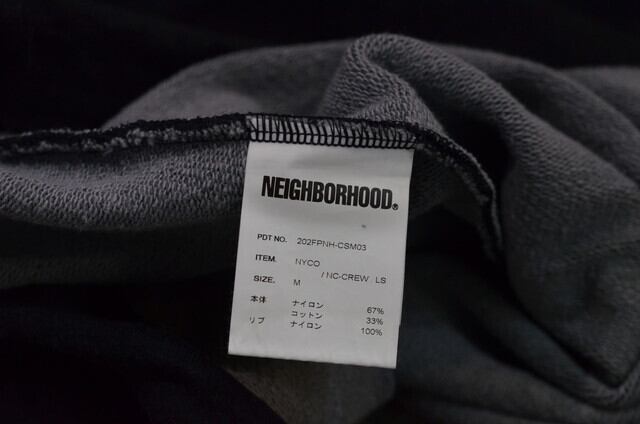 NEIGHBORHOOD®
PDT NO. 202FPNH-CSM03
ITEM. NYCO
/ NC-CREW LS
SIZE. M
本体 ナイロン 67%
コットン 33%
リブ ナイロン 100%